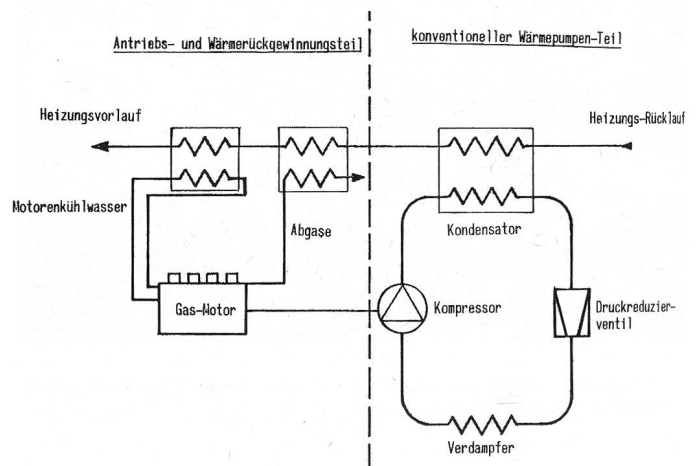 Antriebs- und Wärmerückgewinnungsteil
konventioneller Wärmepumpen-Teil
Heizungsvorlauf
Heizungs-Rücklauf
Motorenkühlwasser
Abgase
Kondensator
Gas-Motor
Kompressor
Druckreduzier-
ventil
Verdampfer